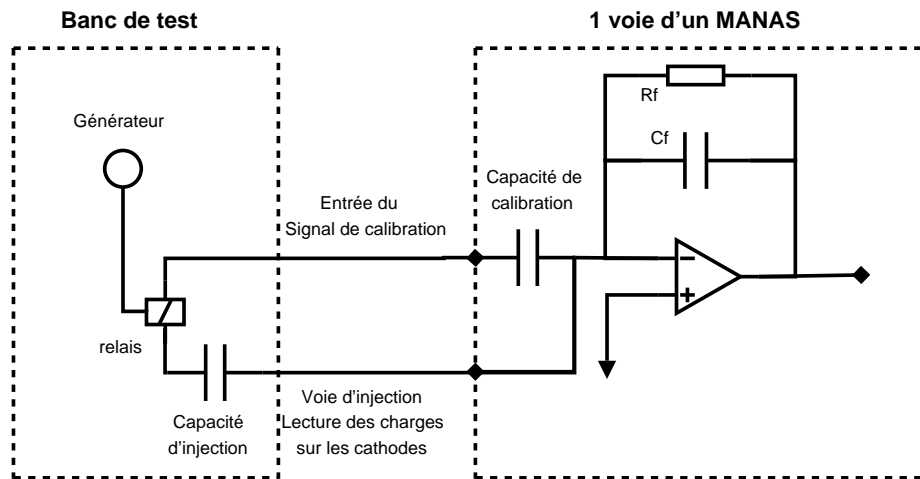 Banc de test
1 voie d’un MANAS
Générateur
relais
Capacité
d’injection
Entrée du
Signal de calibration
Voie d’injection
Lecture des charges
sur les cathodes
Capacité de
calibration
Rf
Cf